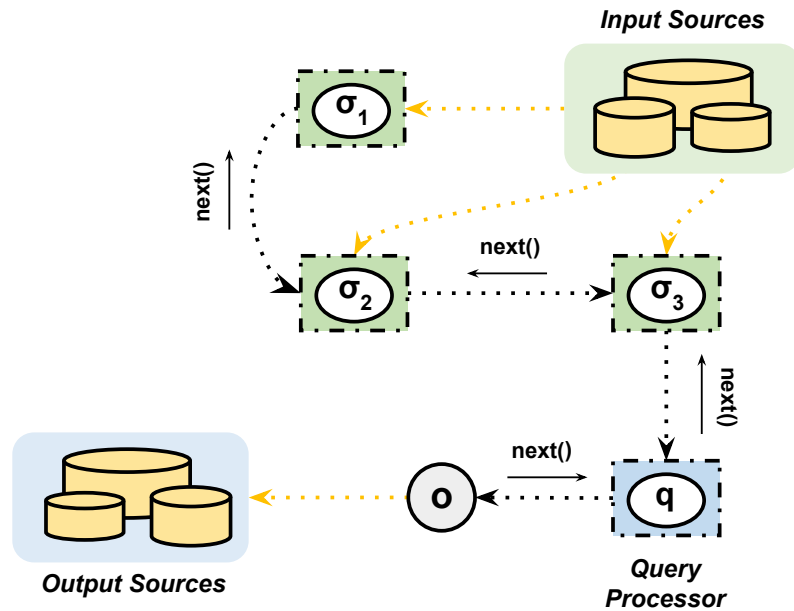 Input Sources
σ1
next()
next()
σ2
σ3
next()
next()
o
q
Output Sources
Query
Processor